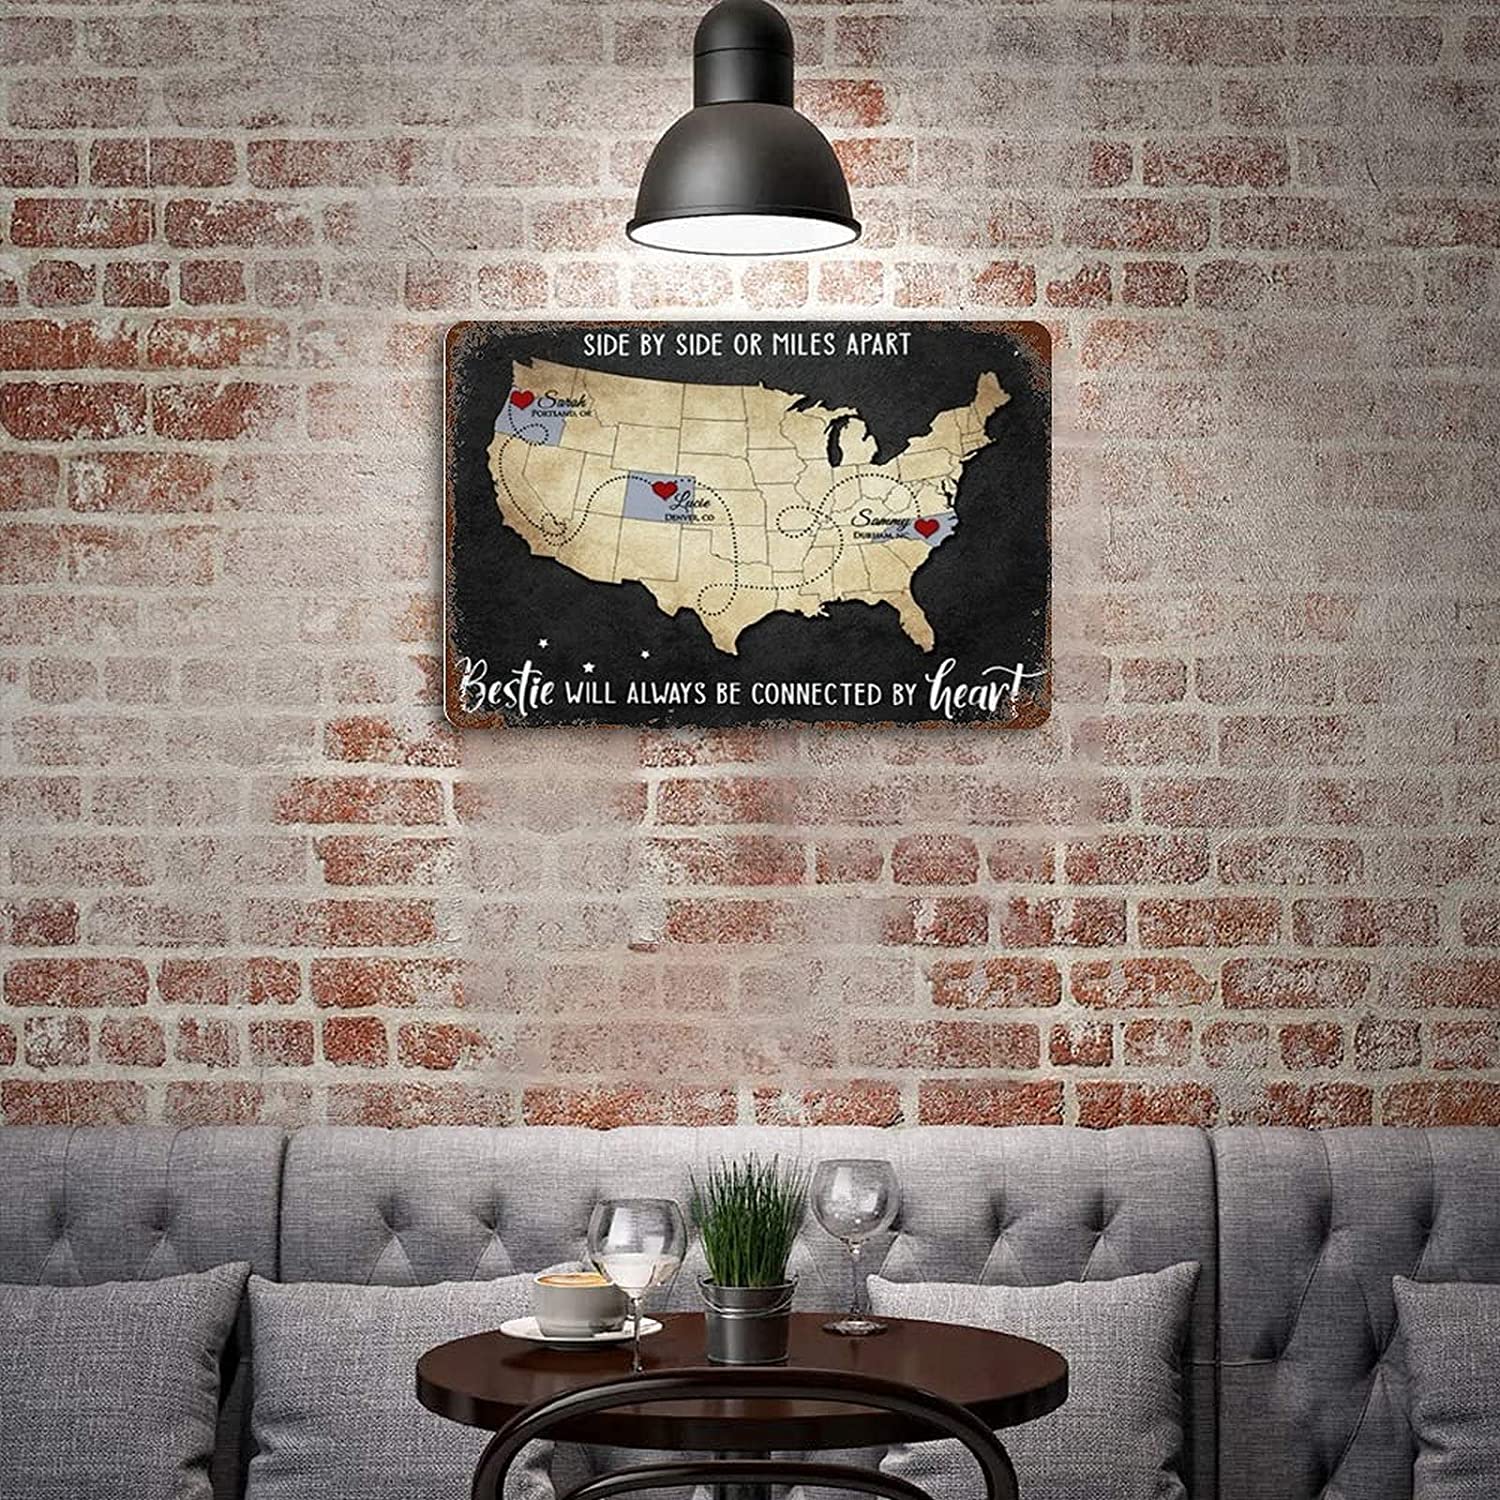 SIDE BY SIDE OR MILES APART
Sarah
PORTLAND, OR
Lucie
DENVER, CO
Sammy
DURHAM, NC
Bestie WILL ALWAYS BE CONNECTED BY heart